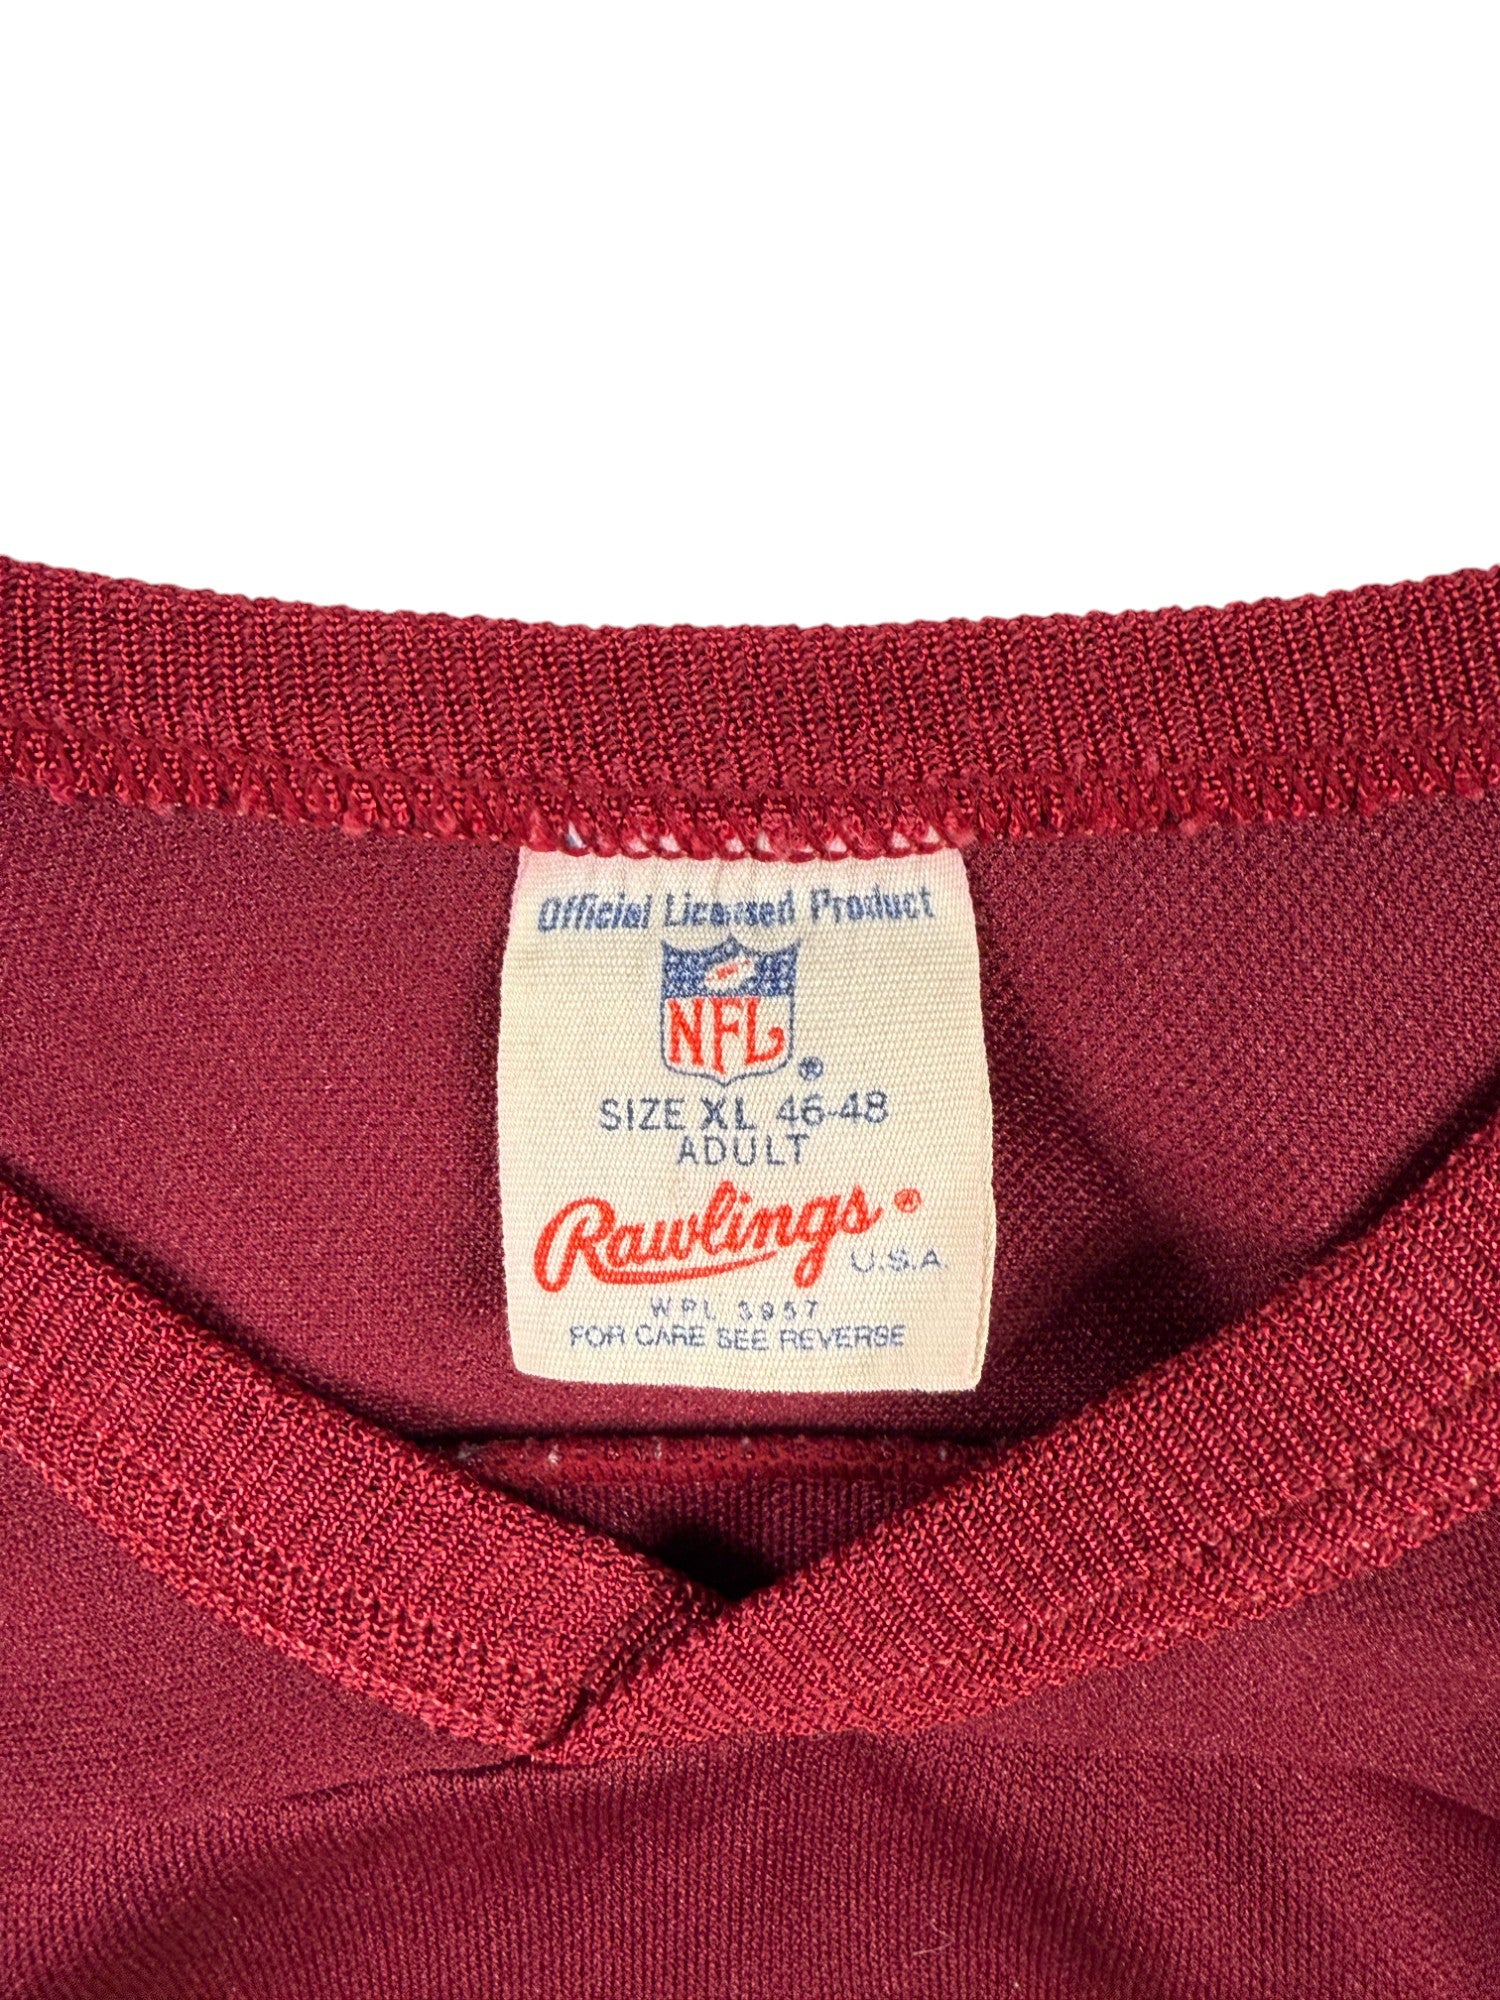 Official Licensed Product
NFL ®
SIZE XL 46-48
ADULT
Rawlings ®
U.S.A.
WPL 3957
FOR CARE SEE REVERSE